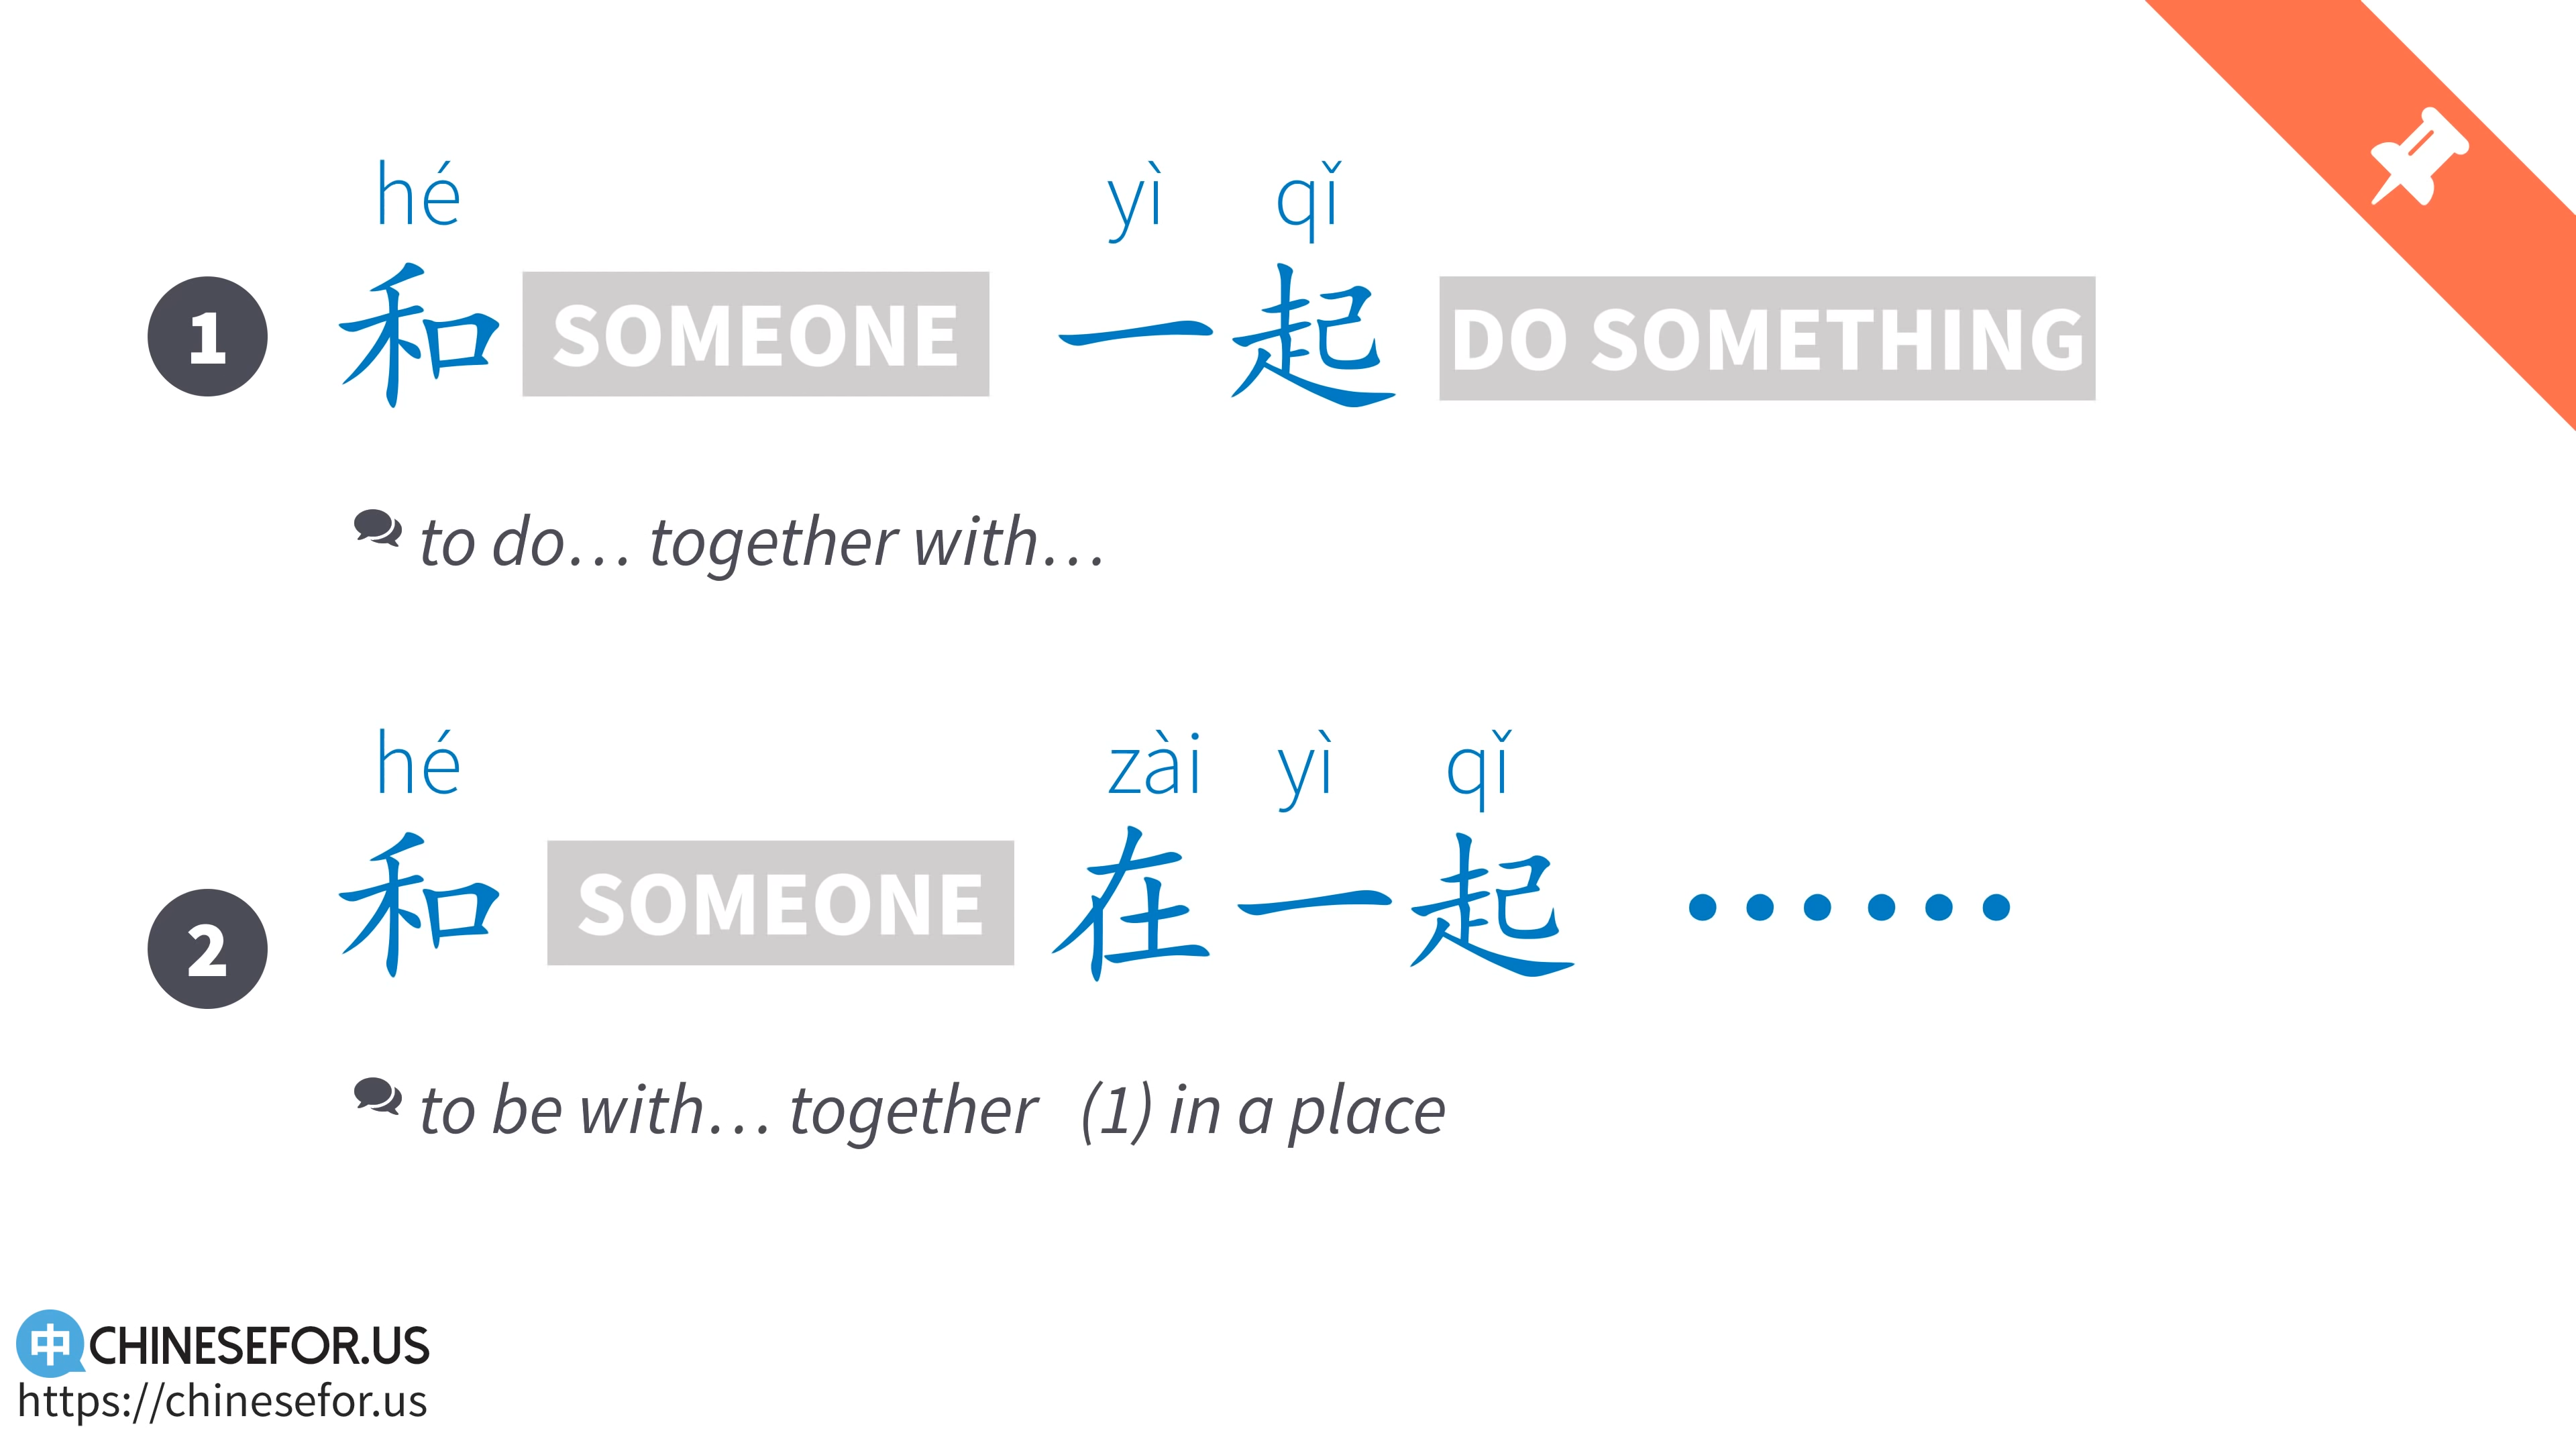 hé yì qǐ
1 和 SOMEONE 一起 DO SOMETHING
to do… together with…
hé zài yì qǐ
2 和 SOMEONE 在一起 ······
to be with… together (1) in a place
中 CHINESEFOR.US
https://chinesefor.us